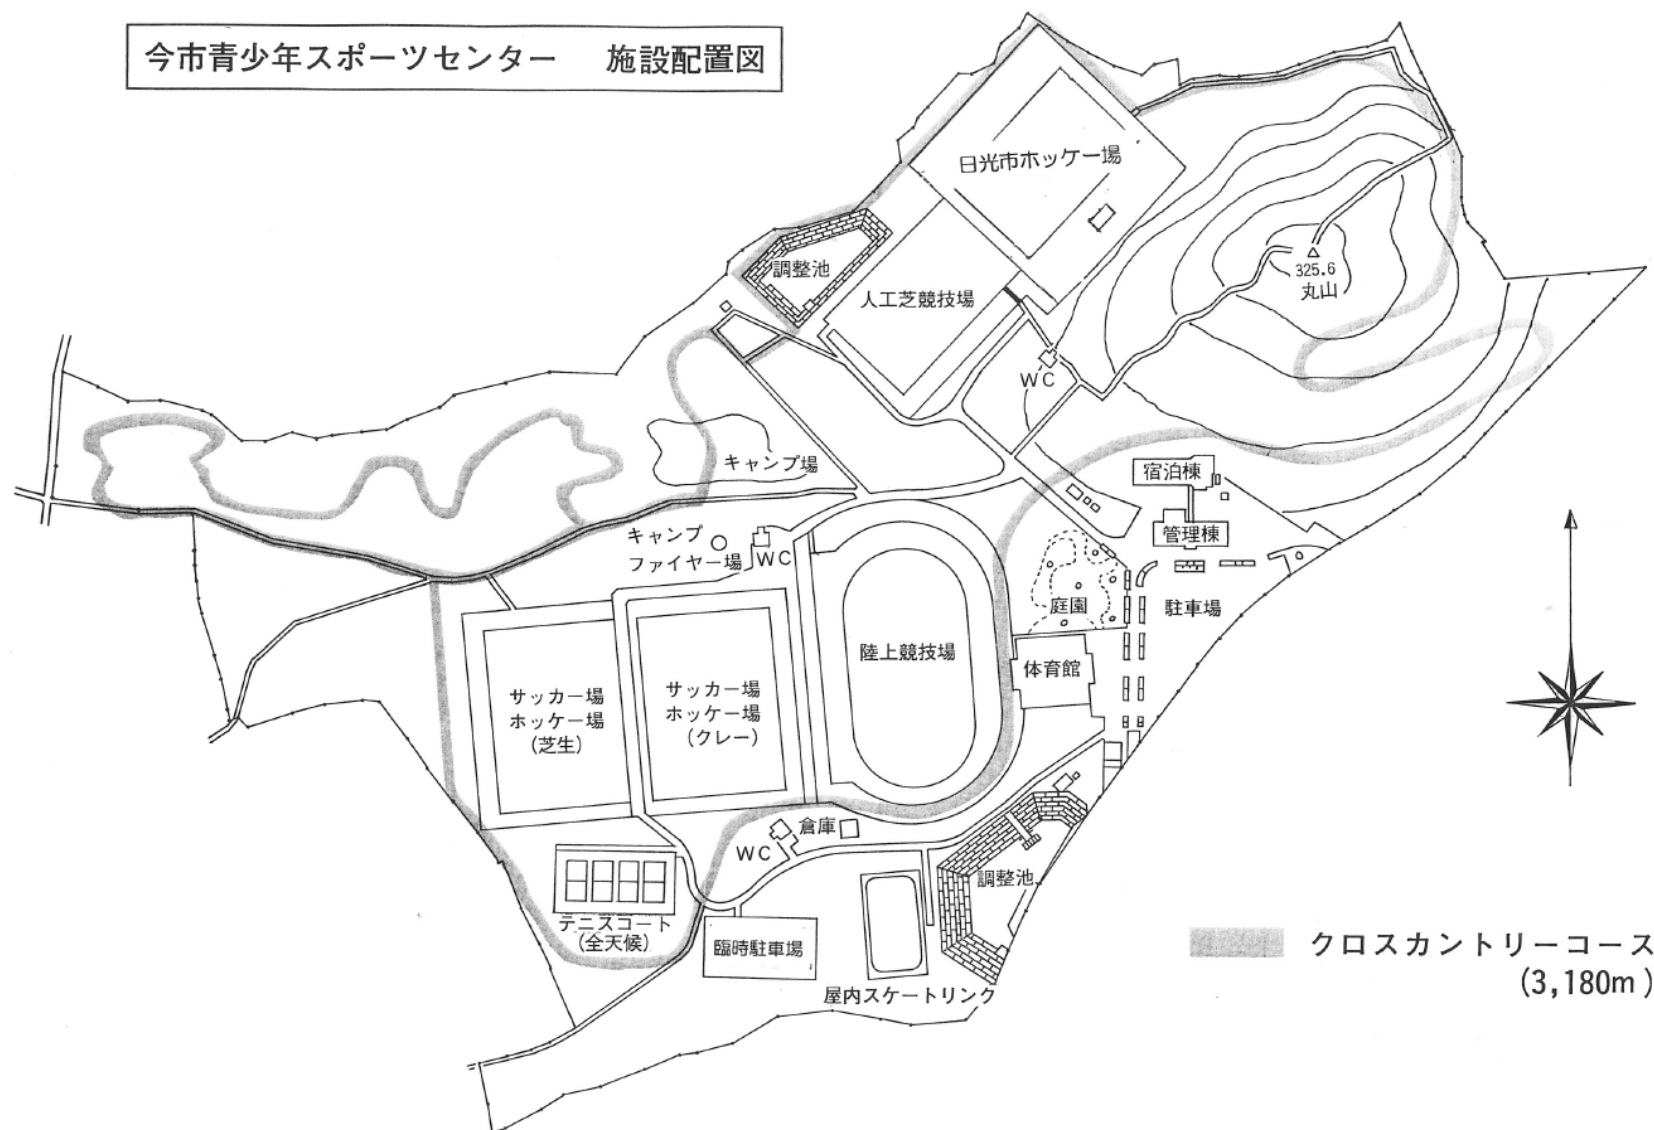 今市青少年スポーツセンター 施設配置図
日光市ホッケー場
調整池
人工芝競技場
325.6
丸山
WC
キャンプ場
宿泊棟
管理棟
キャンプ
ファイヤー場
WC
庭園
駐車場
陸上競技場
体育館
サッカー場
ホッケー場
(芝生)
サッカー場
ホッケー場
(クレー)
倉庫
WC
調整池
テニスコート
(全天候)
臨時駐車場
屋内スケートリンク
クロスカントリーコース
(3,180m)